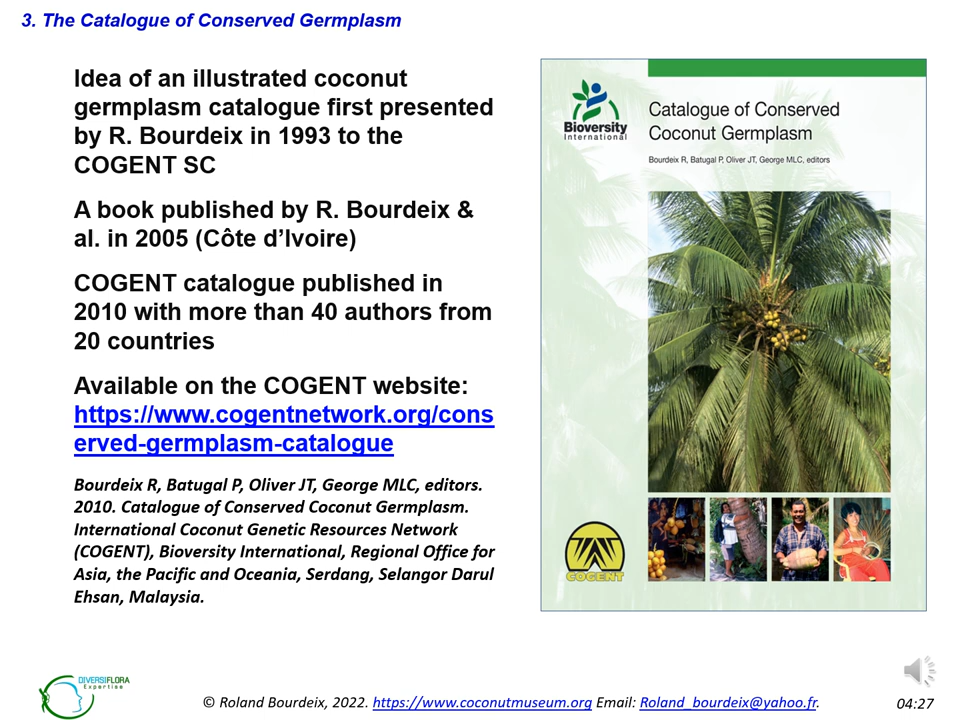 3. The Catalogue of Conserved Germplasm
Idea of an illustrated coconut
germplasm catalogue first presented
by R. Bourdeix in 1993 to the
COGENT SC
A book published by R. Bourdeix &
al. in 2005 (Côte d’Ivoire)
COGENT catalogue published in
2010 with more than 40 authors from
20 countries
Available on the COGENT website:
https://www.cogentnetwork.org/cons
erved-germplasm-catalogue
Bourdeix R, Batugal P, Oliver JT, George MLC, editors.
2010. Catalogue of Conserved Coconut Germplasm.
International Coconut Genetic Resources Network
(COGENT), Bioversity International, Regional Office for
Asia, the Pacific and Oceania, Serdang, Selangor Darul
Ehsan, Malaysia.
Bioversity
International
Catalogue of Conserved
Coconut Germplasm
Bourdeix R, Batugal P, Oliver JT, George MLC, editors
COGENT
DIVERSIFLORA
Expertise
© Roland Bourdeix, 2022. https://www.coconutmuseum.org Email: Roland_bourdeix@yahoo.fr.
04:27